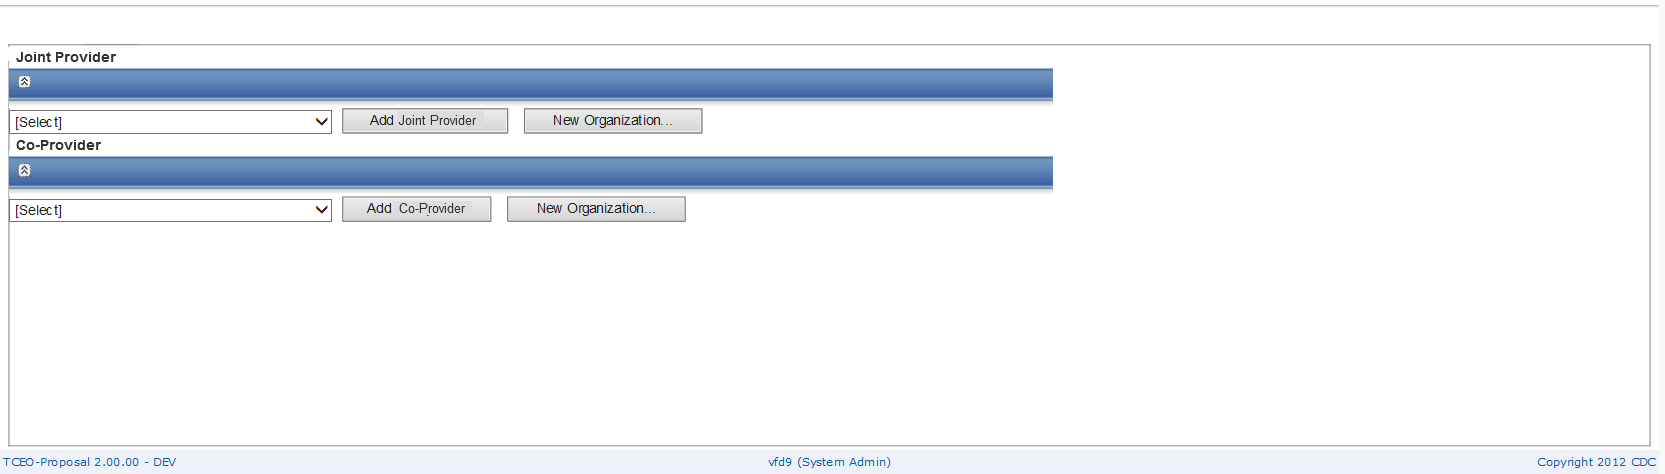 Joint Provider
[Select] Add Joint Provider New Organization...
Co-Provider
[Select] Add Co-Provider New Organization...
TCEO-Proposal 2.00.00 - DEV vfd9 (System Admin) Copyright 2012 CDC